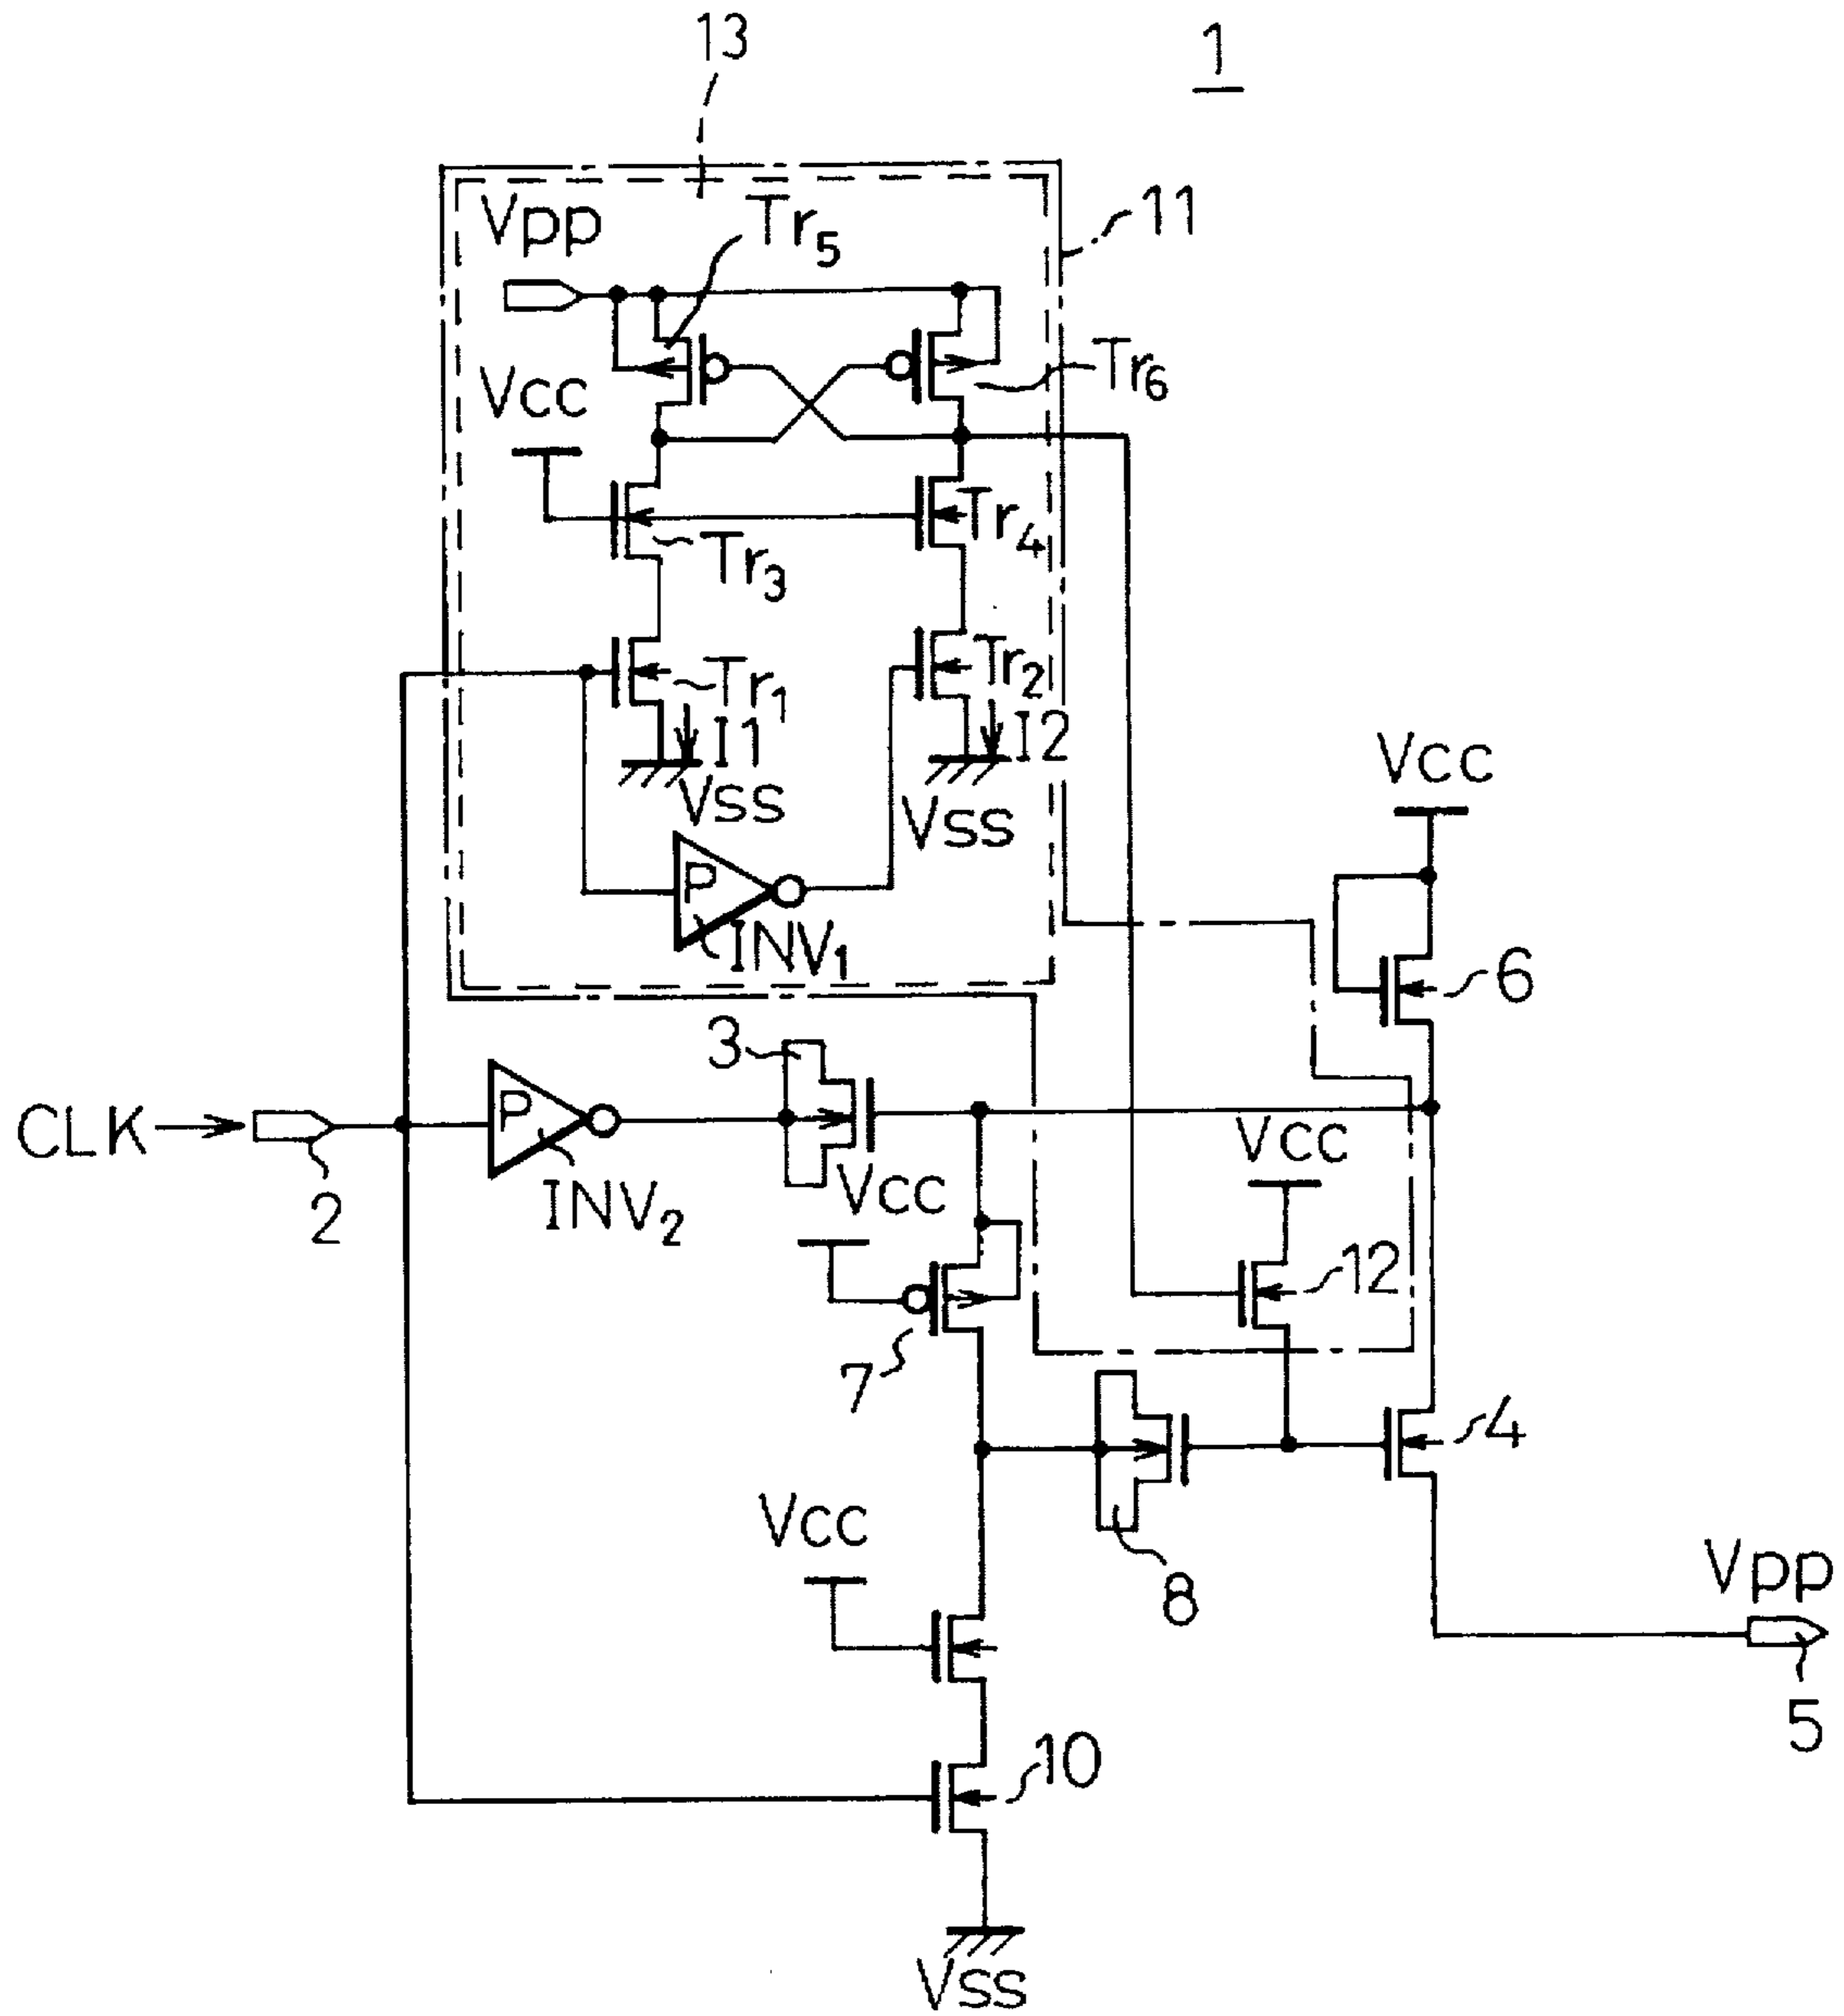 13
1
11
Vpp
Tr5
Tr6
Vcc
Tr4
Tr3
Tr1
Tr2
I1
I2
Vss
Vss
Vcc
P
INV1
6
3
CLK
P
2
INV2
Vcc
Vcc
12
7
4
Vcc
8
Vpp
5
10
Vss